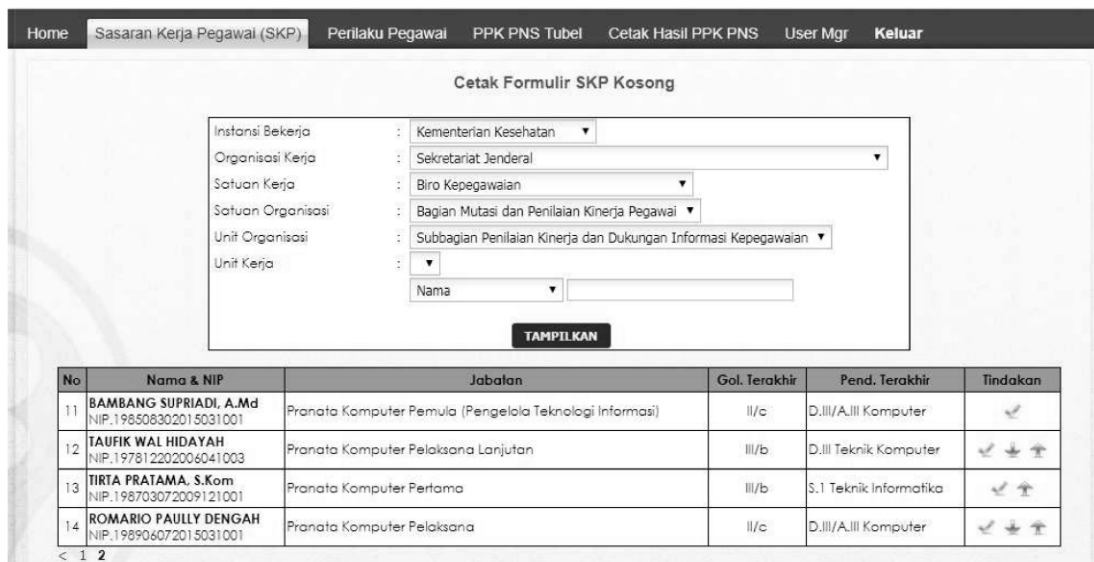 Home Sasaran Kerja Pegawai (SKP) Perilaku Pegawai PPK PNS Tubel Cetak Hasil PPK PNS User Mgr Keluar
Cetak Formulir SKP Kosong
Instansi Bekerja : Kementerian Kesehatan
Organisasi Kerja : Sekretariat Jenderal
Satuan Kerja : Biro Kepegawaian
Satuan Organisasi : Bagian Mutasi dan Penilaian Kinerja Pegawai
Unit Organisasi : Subbagian Penilaian Kinerja dan Dukungan Informasi Kepegawaian
Unit Kerja :
Nama
TAMPILKAN
No Nama & NIP Jabatan Gol. Terakhir Pend. Terakhir Tindakan
11 BAMBANG SUPRIADI, A.Md Pranata Komputer Pemula (Pengelola Teknologi Informasi) II/c D.III/A.III Komputer
NIP.198508302015031001
12 TAUFIK WAL HIDAYAH Pranata Komputer Pelaksana Lanjutan III/b D.III Teknik Komputer
NIP.197812202006041003
13 TIRTA PRATAMA, S.Kom Pranata Komputer Pertama III/b S.1 Teknik Informatika
NIP.198703072009121001
14 ROMARIO PAULLY DENGAH Pranata Komputer Pelaksana II/c D.III/A.III Komputer
NIP.198906072015031001
< 1 2